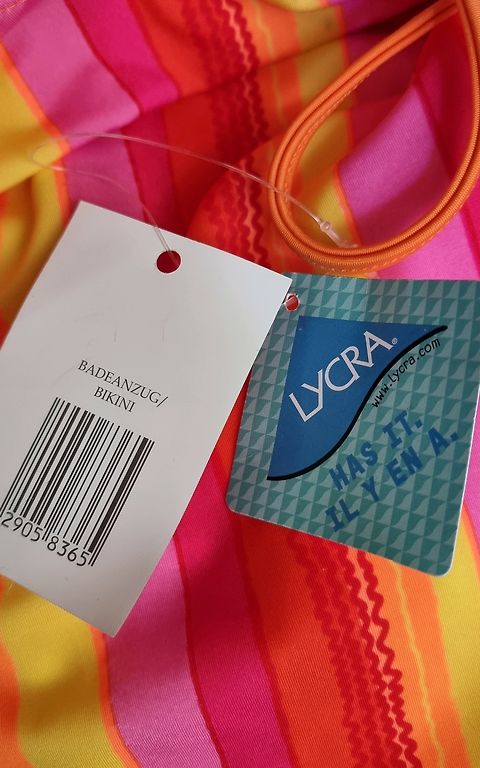 BADEANZUG/
BIKINI
2905 8365
LYCRA®
www.lycra.com
HAS IT.
IL Y EN A.